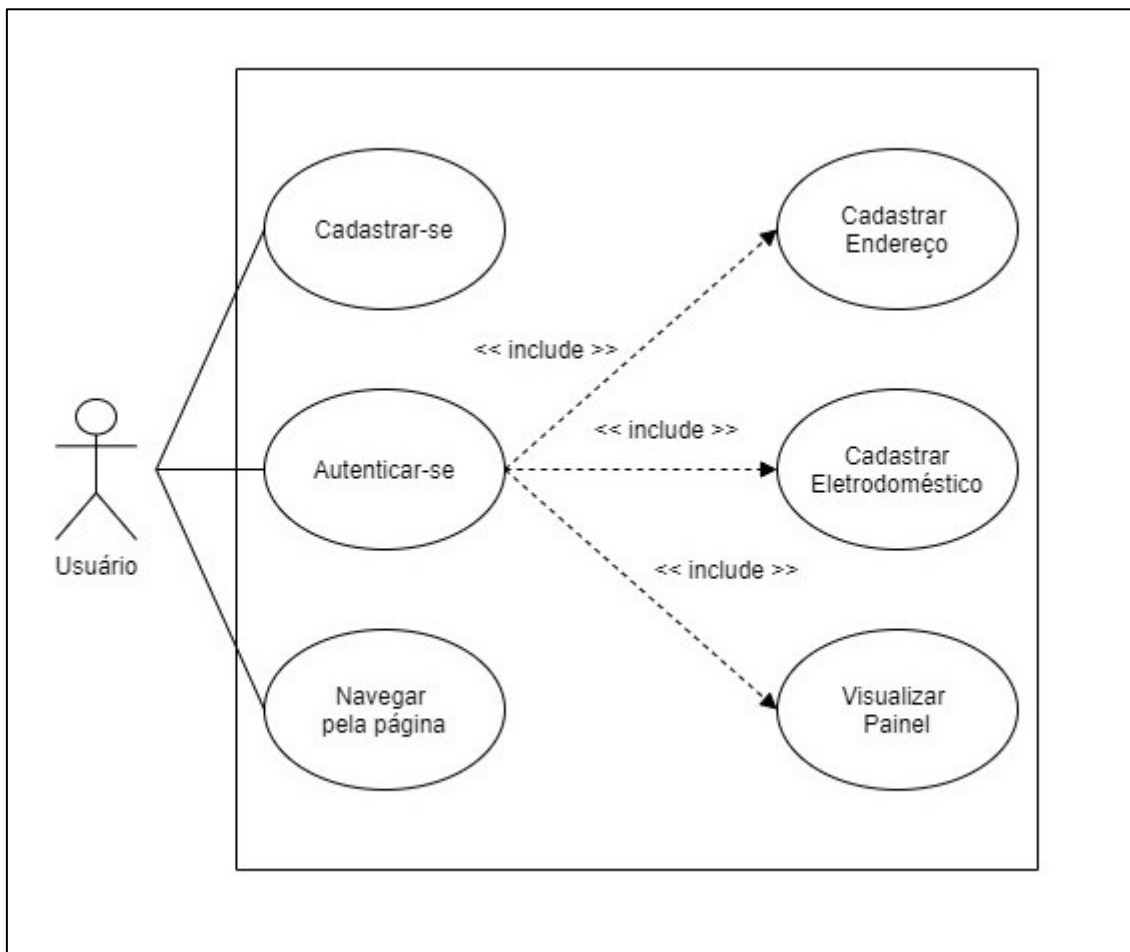 Cadastrar-se
Cadastrar
Endereço
<< include >>
<< include >>
Autenticar-se
Cadastrar
Eletrodoméstico
Usuário
<< include >>
Navegar
pela página
Visualizar
Painel